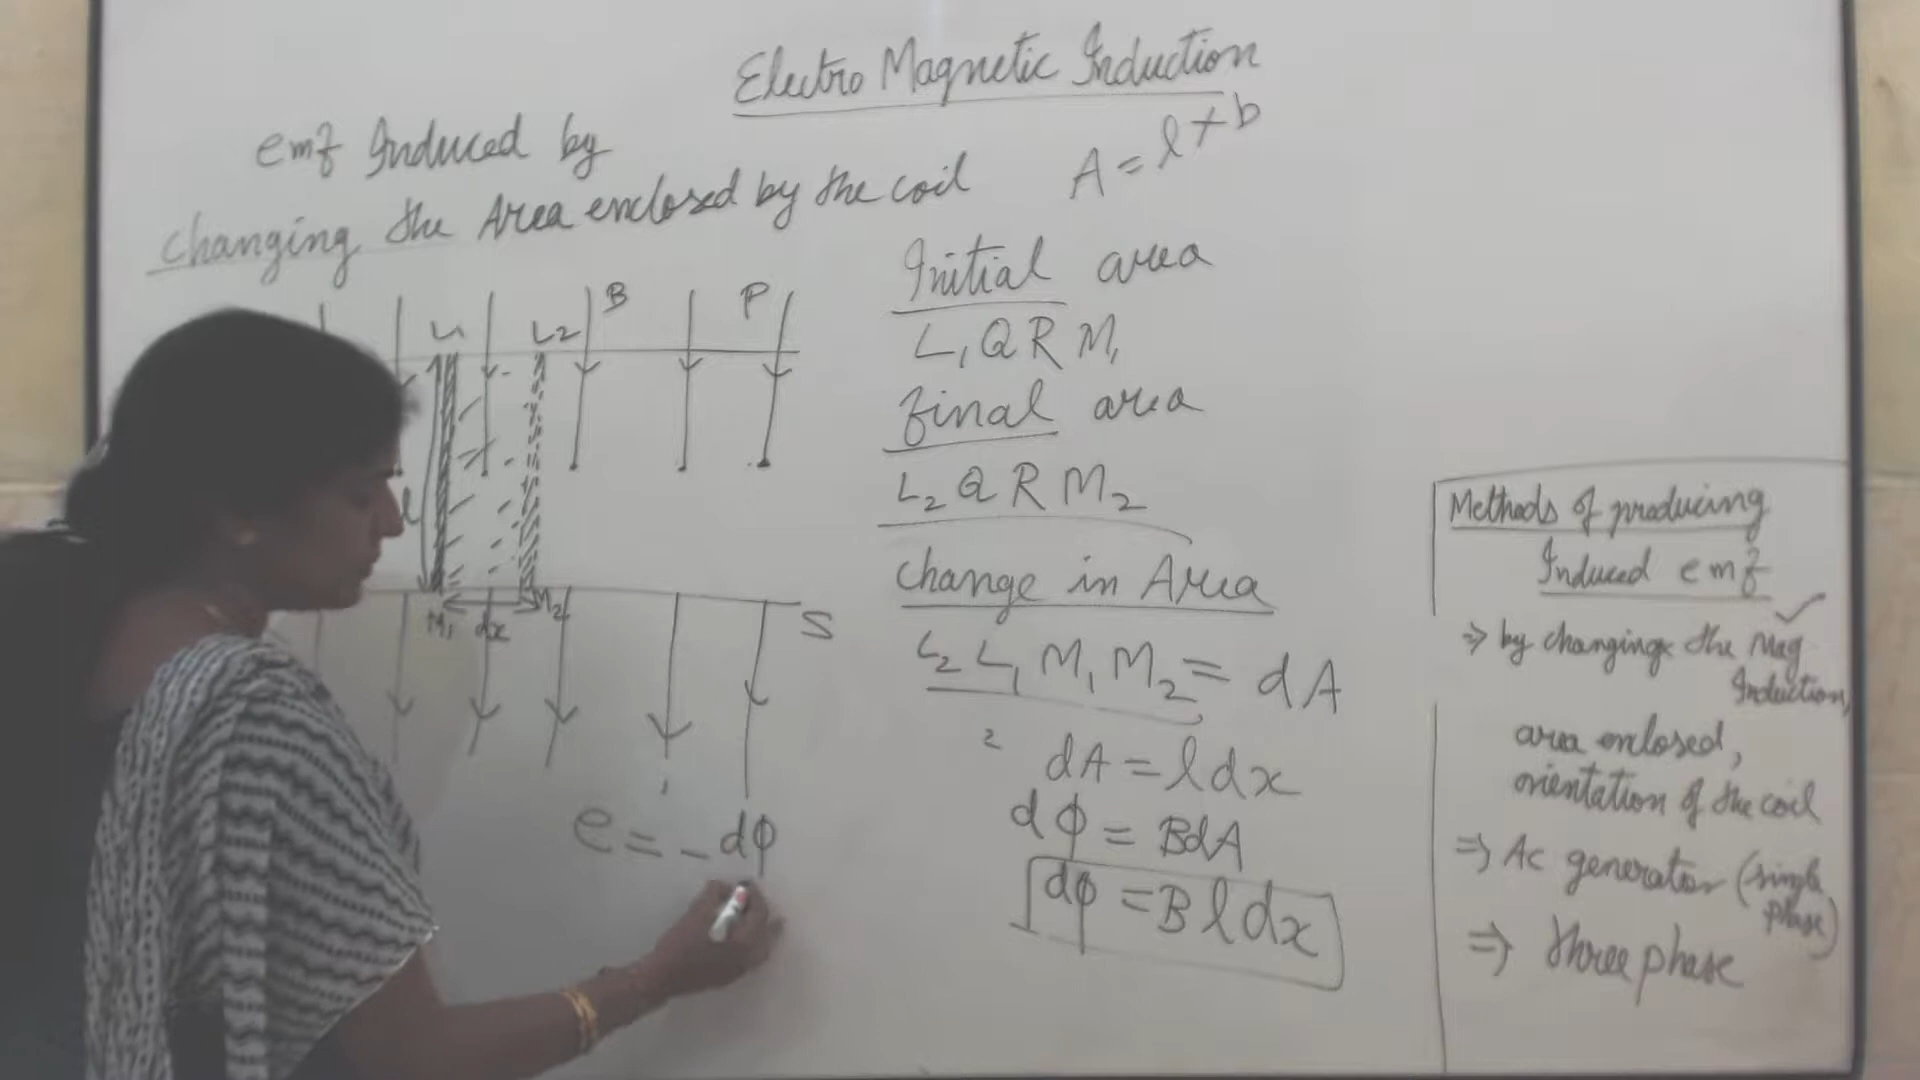 Electro Magnetic Induction
emf Induced by
changing the Area enclosed by the coil
A = l × b
L1 L2 B P
l
M1 dx M2 S
e = - dϕ
Initial area
L1 Q R M1
final area
L2 Q R M2
Change in Area
L2 L1 M1 M2 = dA
dA = l dx
dϕ = BdA
dϕ = B l dx
Methods of producing
Induced emf
⇒ by changing the Mag
Induction,
area enlosed,
orientation of the coil
⇒ Ac generator (single
phase)
⇒ three phase